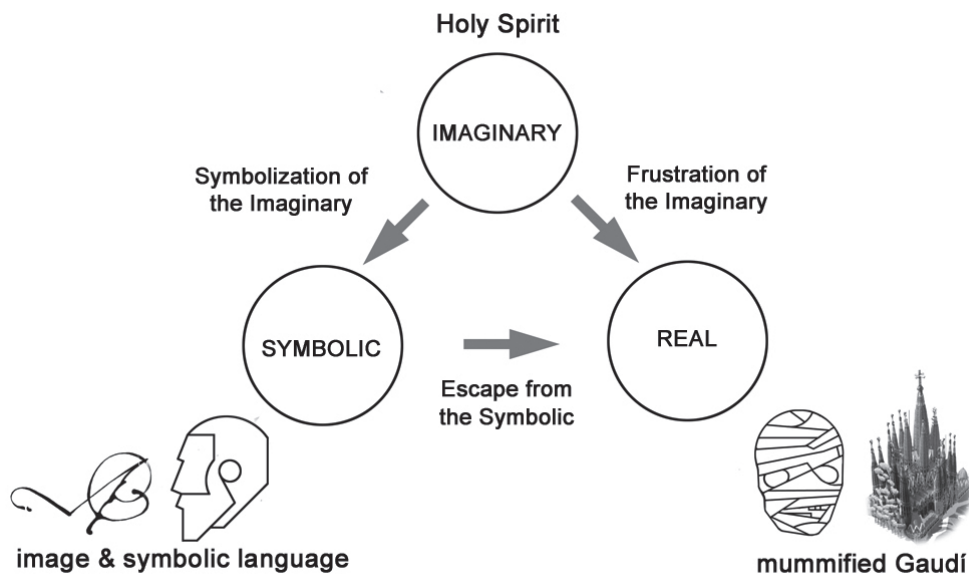 Holy Spirit
IMAGINARY
Symbolization of
the Imaginary
Frustration of
the Imaginary
SYMBOLIC
REAL
Escape from
the Symbolic
image & symbolic language
mummified Gaudí